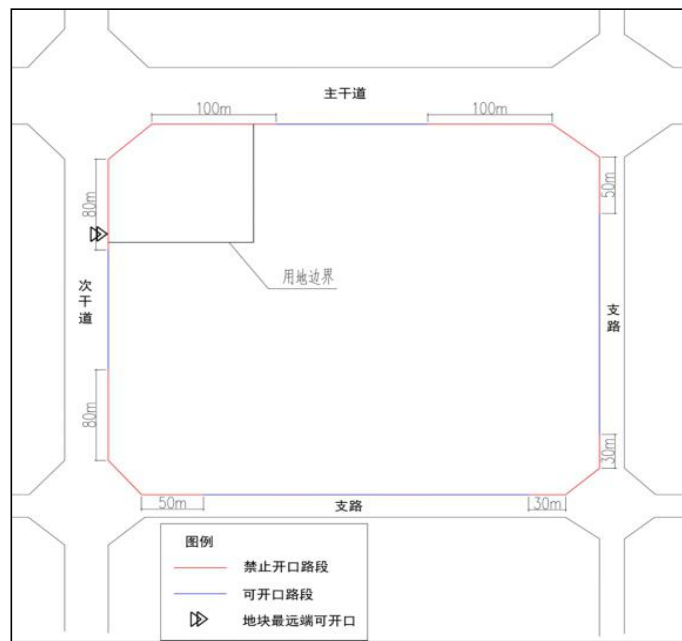 主干道
100m
100m
80m
50m
用地边界
次干道
支路
80m
30m
50m
支路
30m
图例
禁止开口路段
可开口路段
地块最远端可开口